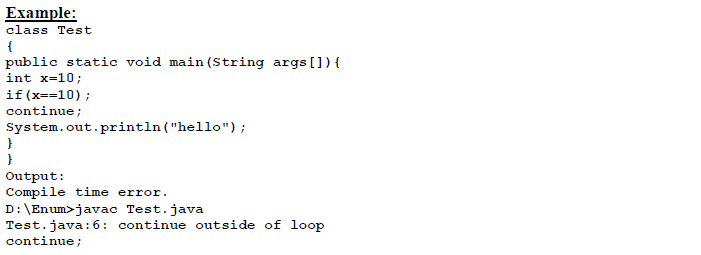 Example:
class Test
{
public static void main(String args[]){
int x=10;
if(x==10);
continue;
System.out.println("hello");
}
}
Output:
Compile time error.
D:\Enum>javac Test.java
Test.java:6: continue outside of loop
continue;